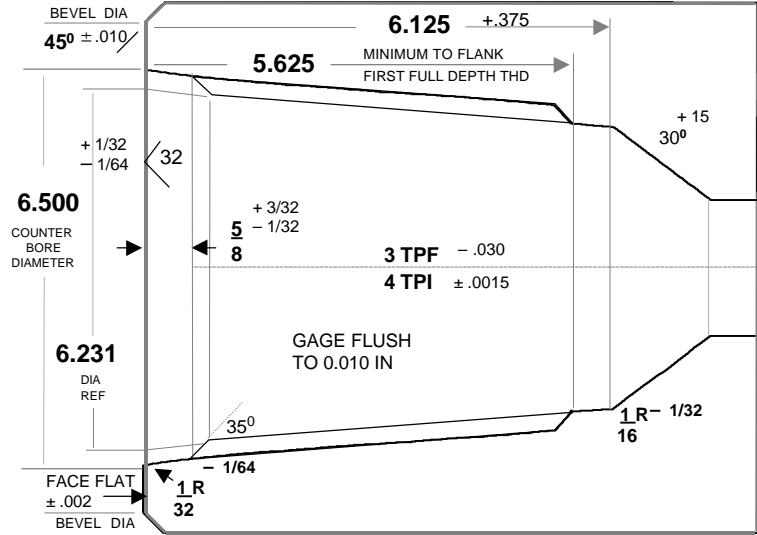 BEVEL DIA
45⁰ ± .010
6.125 +.375
MINIMUM TO FLANK
5.625
FIRST FULL DEPTH THD
+ 15
30⁰
+ 1/32
− 1/64
32
6.500
COUNTER
BORE
DIAMETER
+ 3/32
5 − 1/32
8
3 TPF − .030
4 TPI ± .0015
GAGE FLUSH
TO 0.010 IN
6.231
DIA
REF
35⁰
1 R − 1/32
16
− 1/64
1 R
32
FACE FLAT
± .002
BEVEL DIA